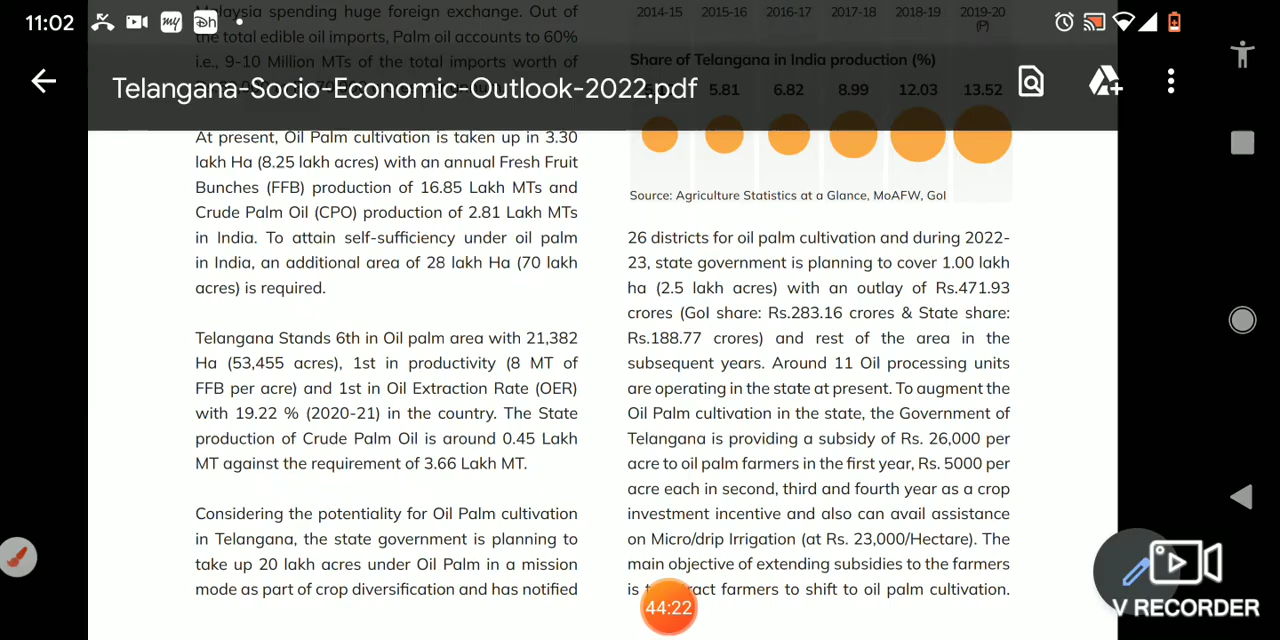 11:02
my
Dh
Telangana-Socio-Economic-Outlook-2022.pdf
Malaysia spending huge foreign exchange. Out of
the total edible oil imports, Palm oil accounts to 60%
i.e., 9-10 Million MTs of the total imports worth of
At present, Oil Palm cultivation is taken up in 3.30
lakh Ha (8.25 lakh acres) with an annual Fresh Fruit
Bunches (FFB) production of 16.85 Lakh MTs and
Crude Palm Oil (CPO) production of 2.81 Lakh MTs
in India. To attain self-sufficiency under oil palm
in India, an additional area of 28 lakh Ha (70 lakh
acres) is required.
Telangana Stands 6th in Oil palm area with 21,382
Ha (53,455 acres), 1st in productivity (8 MT of
FFB per acre) and 1st in Oil Extraction Rate (OER)
with 19.22 % (2020-21) in the country. The State
production of Crude Palm Oil is around 0.45 Lakh
MT against the requirement of 3.66 Lakh MT.
Considering the potentiality for Oil Palm cultivation
in Telangana, the state government is planning to
take up 20 lakh acres under Oil Palm in a mission
mode as part of crop diversification and has notified
2014-15 2015-16 2016-17 2017-18 2018-19 2019-20
(P)
Share of Telangana in India production (%)
5.81 6.82 8.99 12.03 13.52
Source: Agriculture Statistics at a Glance, MoAFW, GoI
26 districts for oil palm cultivation and during 2022-
23, state government is planning to cover 1.00 lakh
ha (2.5 lakh acres) with an outlay of Rs.471.93
crores (GoI share: Rs.283.16 crores & State share:
Rs.188.77 crores) and rest of the area in the
subsequent years. Around 11 Oil processing units
are operating in the state at present. To augment the
Oil Palm cultivation in the state, the Government of
Telangana is providing a subsidy of Rs. 26,000 per
acre to oil palm farmers in the first year, Rs. 5000 per
acre each in second, third and fourth year as a crop
investment incentive and also can avail assistance
on Micro/drip Irrigation (at Rs. 23,000/Hectare). The
main objective of extending subsidies to the farmers
is farmers to shift to oil palm cultivation.
44:22
V RECORDER